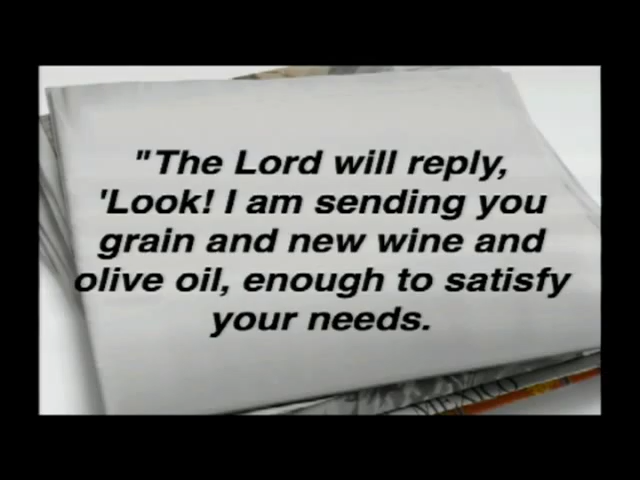 "The Lord will reply,
'Look! I am sending you
grain and new wine and
olive oil, enough to satisfy
your needs.
MEXICO